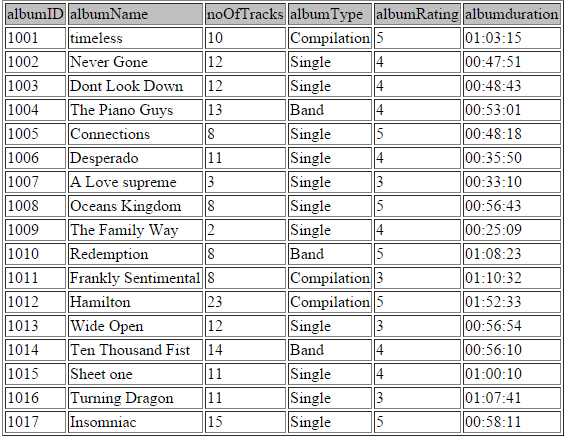 albumID albumName noOfTracks albumType albumRating albumduration
1001 timeless 10 Compilation 5 01:03:15
1002 Never Gone 12 Single 4 00:47:51
1003 Dont Look Down 12 Single 4 00:48:43
1004 The Piano Guys 13 Band 4 00:53:01
1005 Connections 8 Single 5 00:48:18
1006 Desperado 11 Single 4 00:35:50
1007 A Love supreme 3 Single 3 00:33:10
1008 Oceans Kingdom 8 Single 5 00:56:43
1009 The Family Way 2 Single 4 00:25:09
1010 Redemption 8 Band 5 01:08:23
1011 Frankly Sentimental 8 Compilation 3 01:10:32
1012 Hamilton 23 Compilation 5 01:52:33
1013 Wide Open 12 Single 3 00:56:54
1014 Ten Thousand Fist 14 Band 4 00:56:10
1015 Sheet one 11 Single 4 01:00:10
1016 Turning Dragon 11 Single 3 01:07:41
1017 Insomniac 15 Single 5 00:58:11